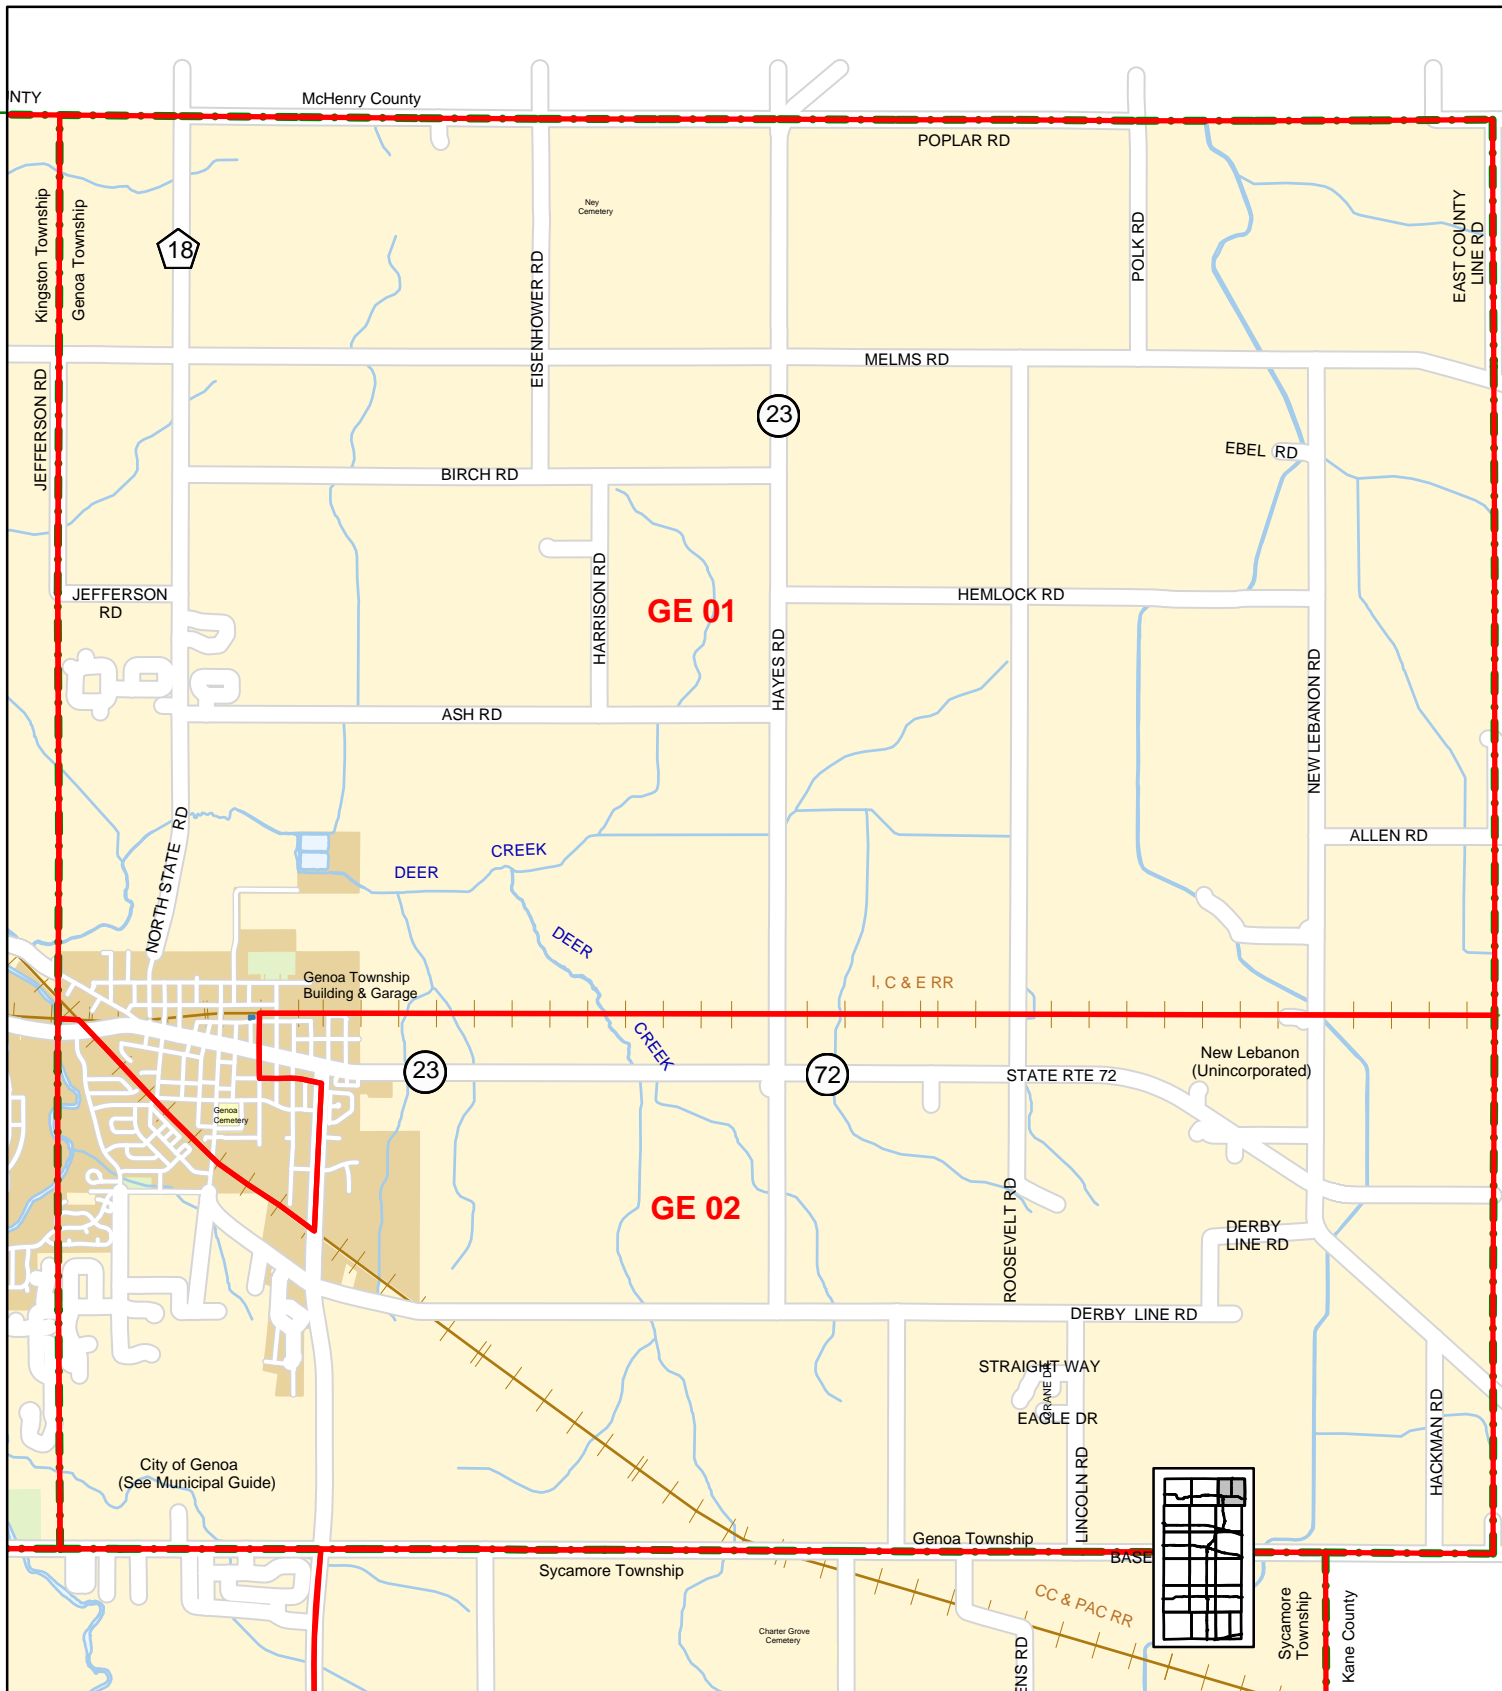 NTY
McHenry County
POPLAR RD
Kingston Township
Genoa Township
18
Ney
Cemetery
EISENHOWER RD
POLK RD
EAST COUNTY
LINE RD
MELMS RD
JEFFERSON RD
23
EBEL RD
BIRCH RD
HARRISON RD
JEFFERSON
RD
GE 01
HEMLOCK RD
HAYES RD
NEW LEBANON RD
ASH RD
NORTH STATE RD
ALLEN RD
DEER
CREEK
DEER
CREEK
Genoa Township
Building & Garage
I, C & E RR
23
72
STATE RTE 72
New Lebanon
(Unincorporated)
Genoa
Cemetery
GE 02
ROOSEVELT RD
DERBY
LINE RD
DERBY LINE RD
STRAIGHT WAY
EAGLE DR
LINCOLN RD
HACKMAN RD
City of Genoa
(See Municipal Guide)
Genoa Township
BASE
Sycamore Township
CC & PAC RR
Charter Grove
Cemetery
ENS RD
Sycamore
Township
Kane County